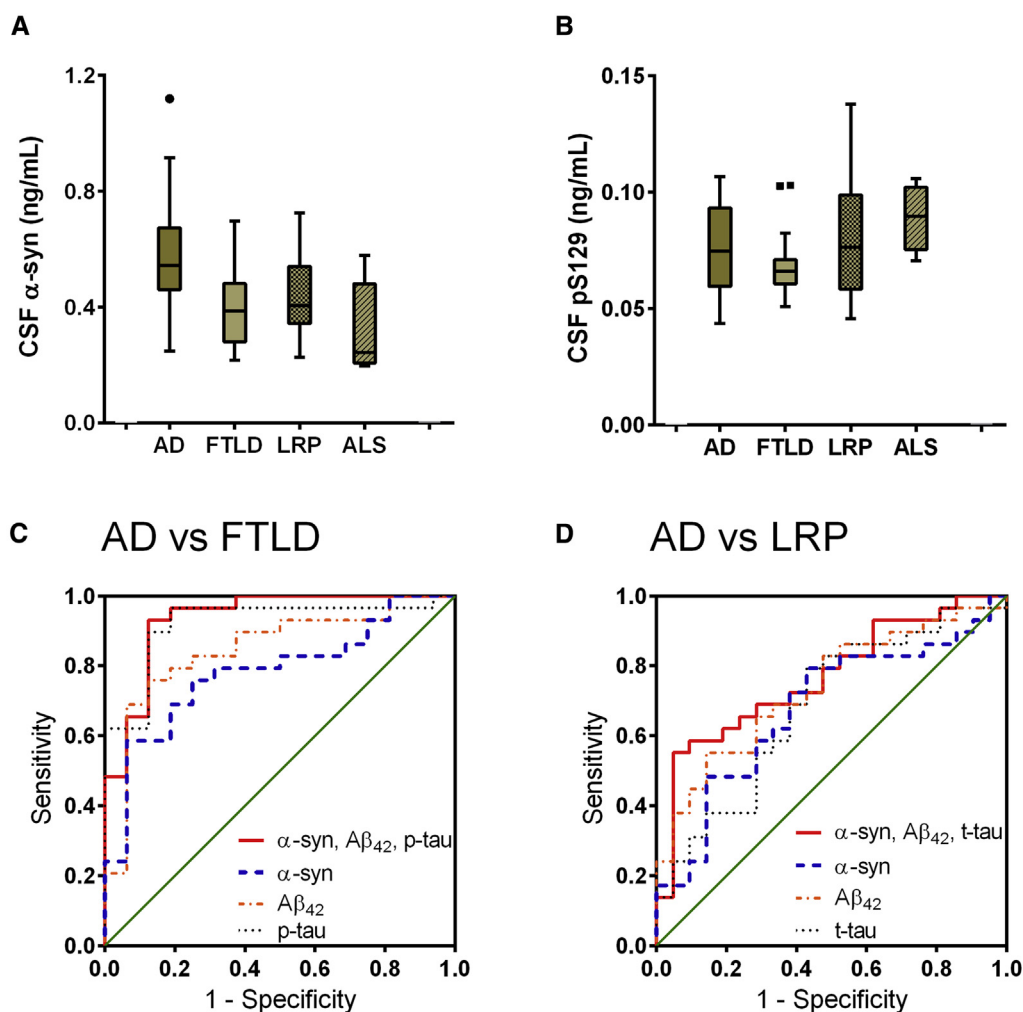 A
CSF α-syn (ng/mL)
1.2
0.8
0.4
0.0
AD FTLD LRP ALS
B
CSF pS129 (ng/mL)
0.15
0.10
0.05
0.00
AD FTLD LRP ALS
C AD vs FTLD
Sensitivity
1.0
0.8
0.6
0.4
0.2
0.0
α-syn, Aβ₄₂, p-tau
α-syn
Aβ₄₂
p-tau
0.0 0.2 0.4 0.6 0.8 1.0
1 - Specificity
D AD vs LRP
Sensitivity
1.0
0.8
0.6
0.4
0.2
0.0
α-syn, Aβ₄₂, t-tau
α-syn
Aβ₄₂
t-tau
0.0 0.2 0.4 0.6 0.8 1.0
1 - Specificity